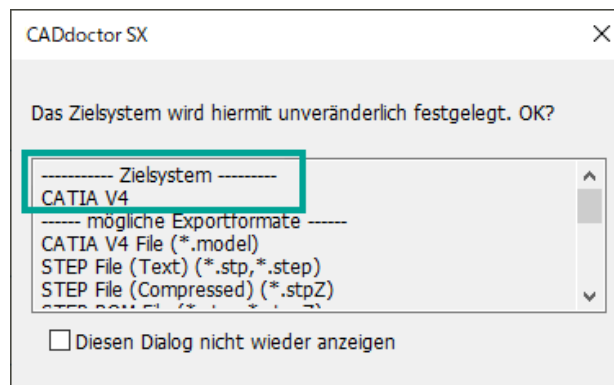 CADdoctor SX
Das Zielsystem wird hiermit unveränderlich festgelegt. OK?
----------- Zielsystem ---------
CATIA V4
------ mögliche Exportformate ------
CATIA V4 File (*.model)
STEP File (Text) (*.stp,*.step)
STEP File (Compressed) (*.stpZ)
Diesen Dialog nicht wieder anzeigen